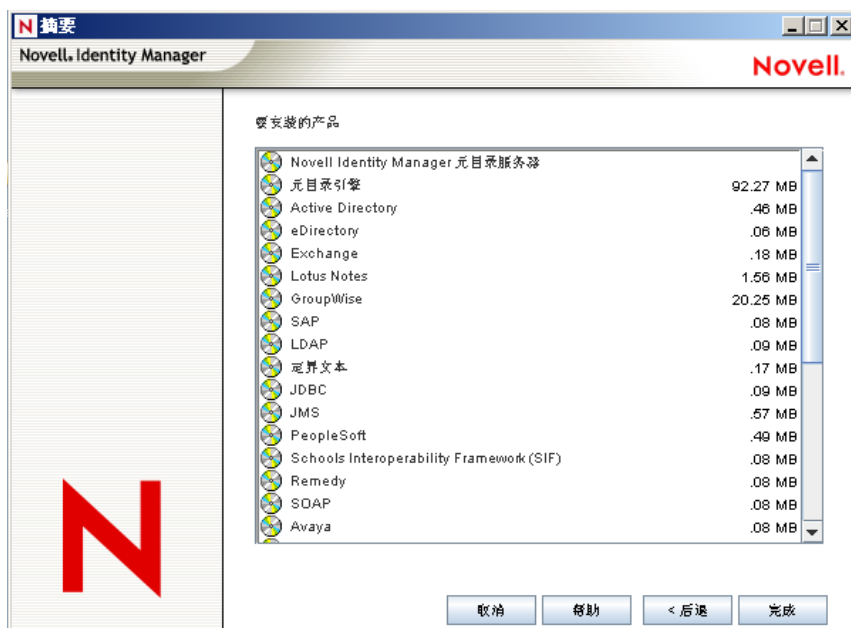 摘要
Novell. Identity Manager
Novell.
要安装的产品
Novell Identity Manager 元目录服务器
元目录引擎 92.27 MB
Active Directory .46 MB
eDirectory .06 MB
Exchange .18 MB
Lotus Notes 1.56 MB
GroupWise 20.25 MB
SAP .08 MB
LDAP .09 MB
定界文本 .17 MB
JDBC .09 MB
JMS .57 MB
PeopleSoft .49 MB
Schools Interoperability Framework (SIF) .08 MB
Remedy .08 MB
SOAP .08 MB
Avaya .08 MB
取消 帮助 < 后退 完成